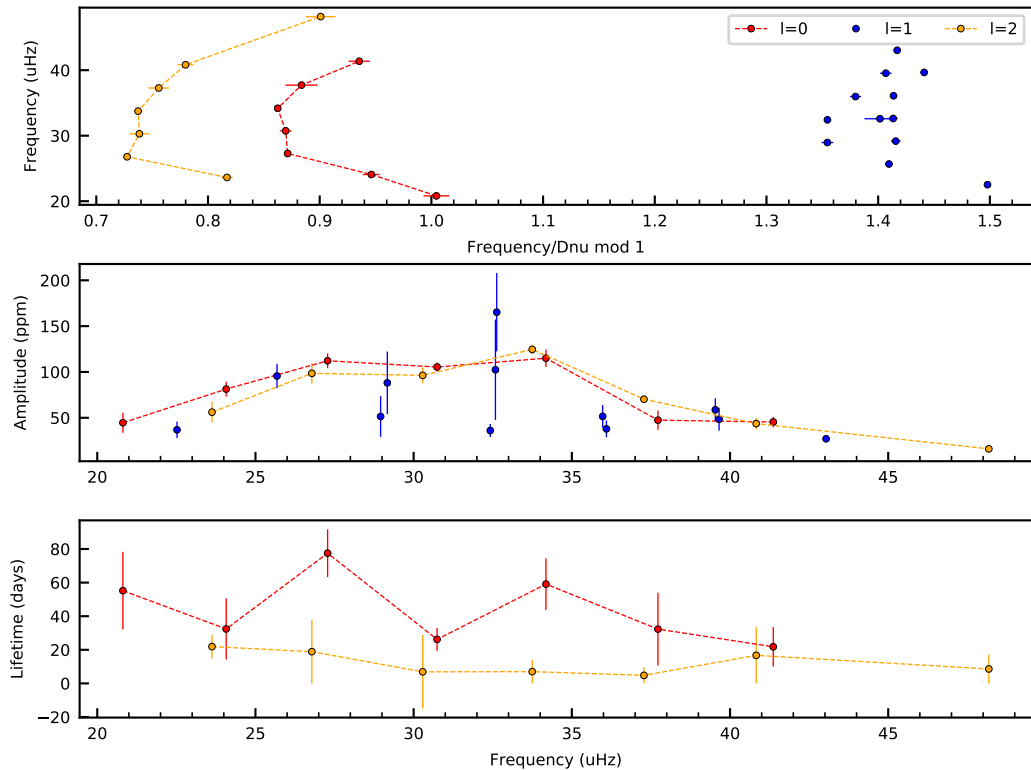 Frequency (uHz)
40
30
20
l=0 l=1 l=2
0.7 0.8 0.9 1.0 1.1 1.2 1.3 1.4 1.5
Frequency/Dnu mod 1
Amplitude (ppm)
200
150
100
50
20 25 30 35 40 45
Lifetime (days)
80
60
40
20
0
−20
20 25 30 35 40 45
Frequency (uHz)